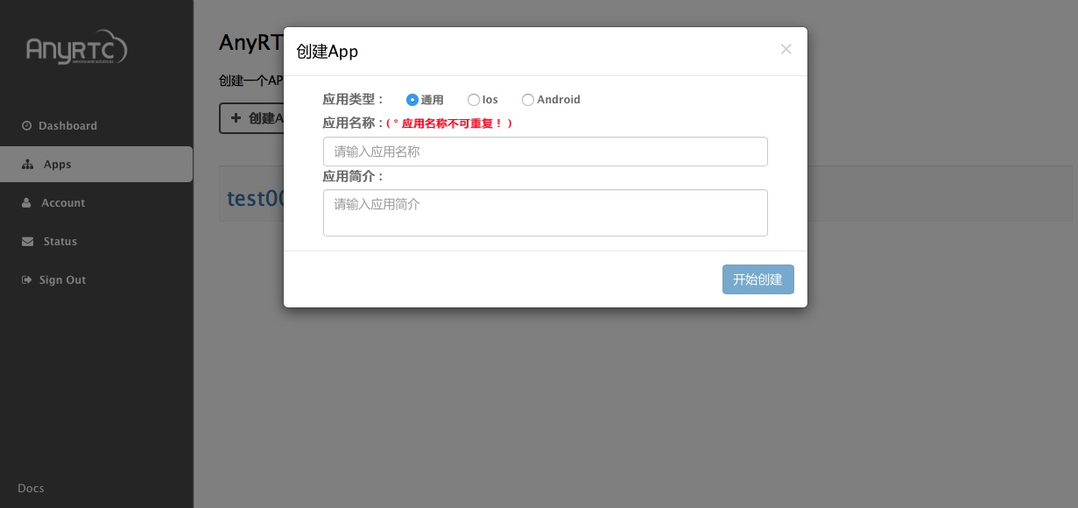 AnyRTC
Dashboard
Apps
Account
Status
Sign Out
Docs
AnyRT
创建一个AP
+ 创建A
test00
创建App
×
应用类型：
通用
Ios
Android
应用名称：( * 应用名称不可重复！ )
请输入应用名称
应用简介：
请输入应用简介
开始创建